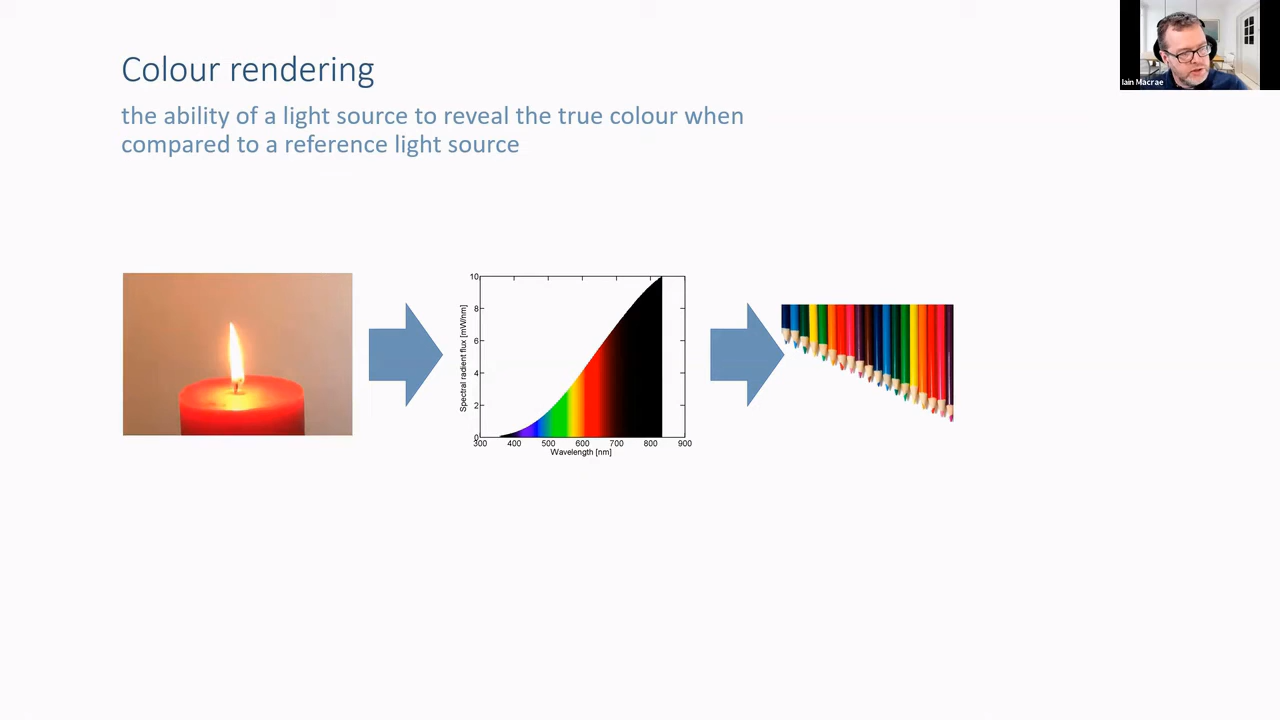 Colour rendering
the ability of a light source to reveal the true colour when
compared to a reference light source
Iain Macrae
Spectral radient flux [mW/nm]
10
8
6
4
2
0
300 400 500 600 700 800 900
Wavelength [nm]